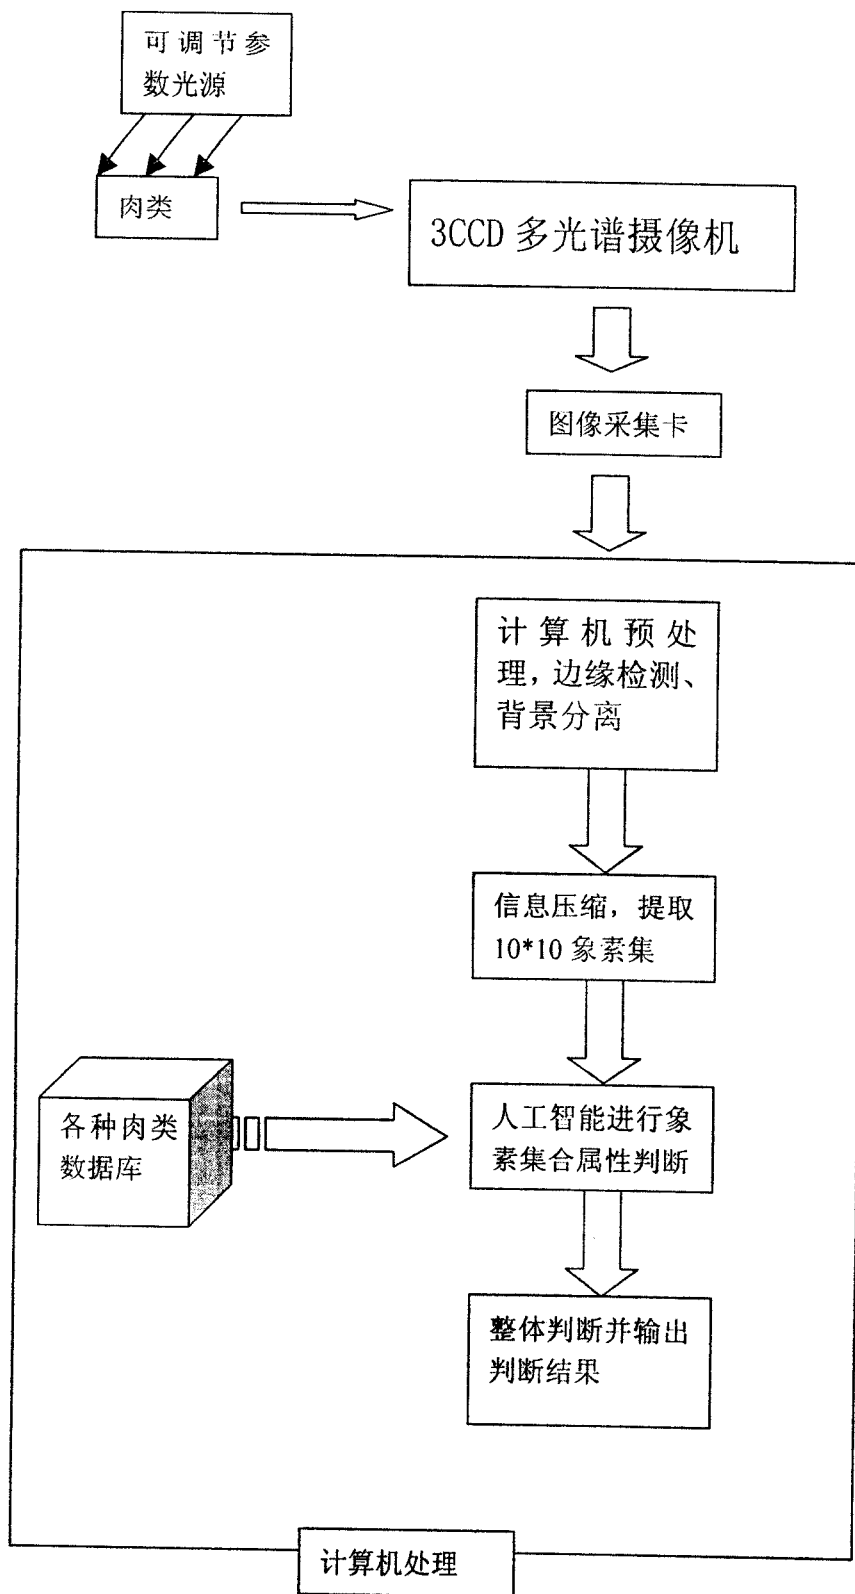 可调节参
数光源
肉类
3CCD 多光谱摄像机
图像采集卡
计算机预处
理，边缘检测、
背景分离
信息压缩，提取
10*10 象素集
各种肉类
数据库
人工智能进行象
素集合属性判断
整体判断并输出
判断结果
计算机处理